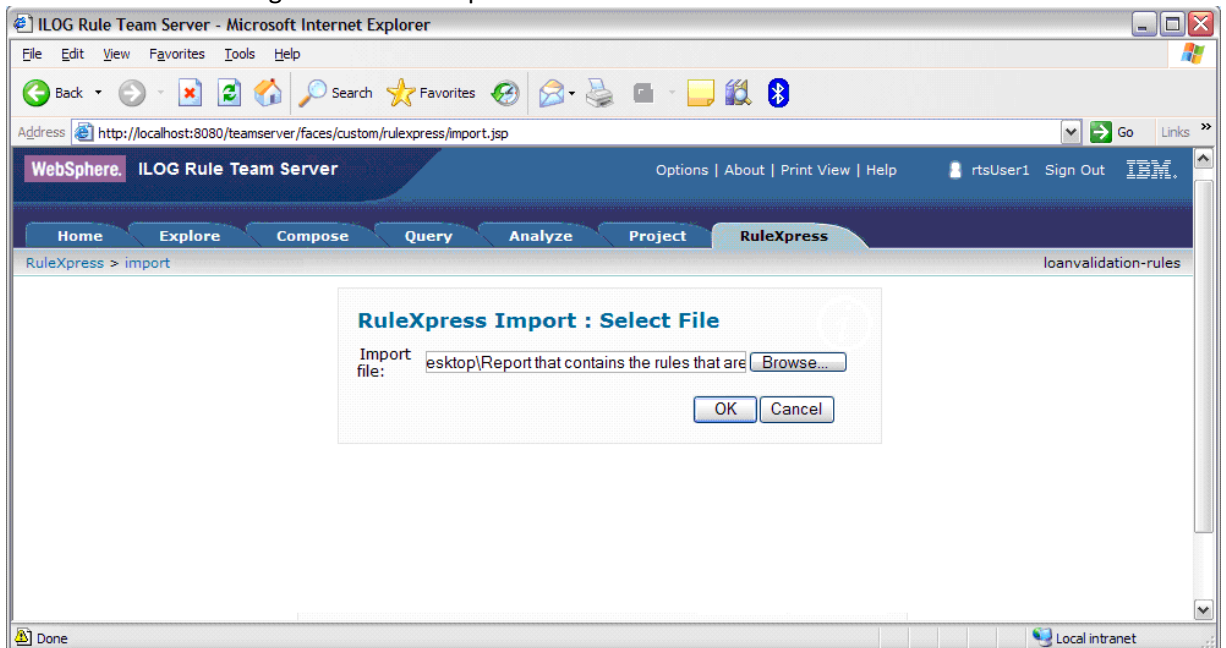 ILOG Rule Team Server - Microsoft Internet Explorer
File Edit View Favorites Tools Help
Back Search Favorites
Address http://localhost:8080/teamserver/faces/custom/rulexpress/import.jsp Go Links »
WebSphere. ILOG Rule Team Server Options | About | Print View | Help rtsUser1 Sign Out IBM.
Home Explore Compose Query Analyze Project RuleXpress
RuleXpress > import loanvalidation-rules
RuleXpress Import : Select File
Import file: esktop\Report that contains the rules that are Browse...
OK Cancel
Done Local intranet